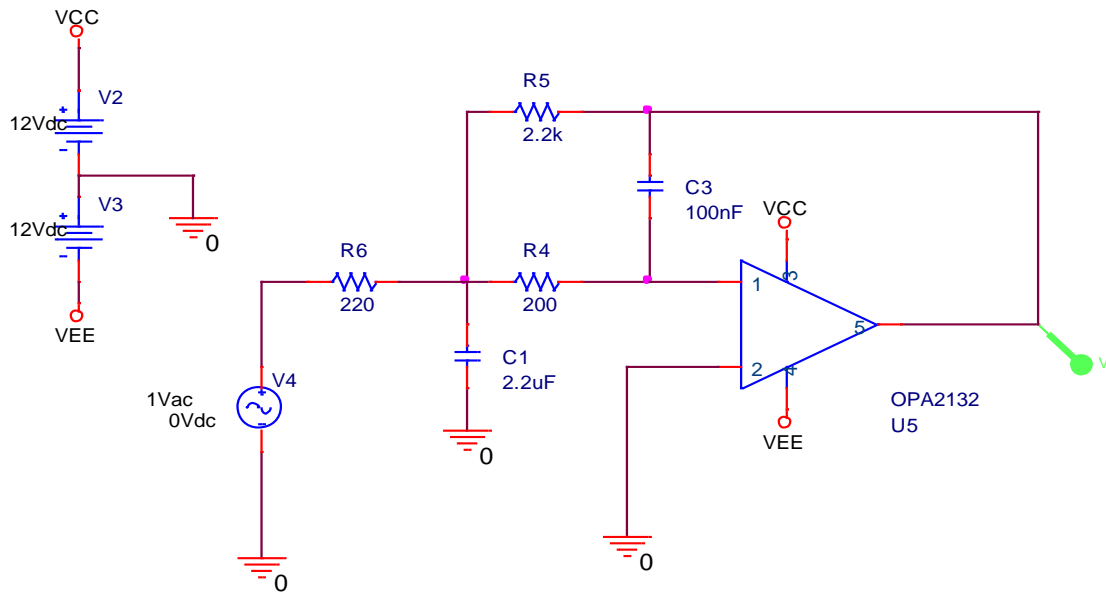 VCC
V2
12Vdc
V3
12Vdc
0
VEE
R5
2.2k
C3
100nF
VCC
R6
220
R4
200
1
3
5
2
4
C1
2.2uF
V4
1Vac
0Vdc
OPA2132
U5
VEE
V
0
0
0